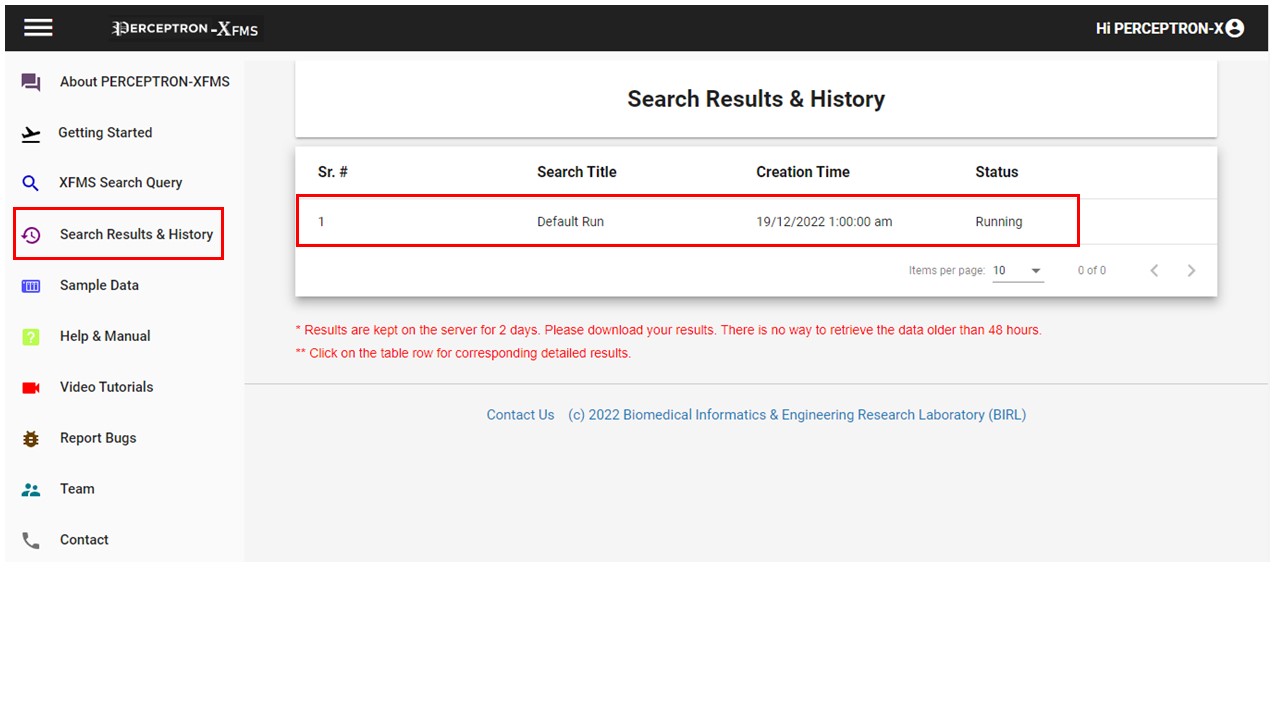 PERCEPTRON-XFMS
Hi PERCEPTRON-X
About PERCEPTRON-XFMS
Getting Started
XFMS Search Query
Search Results & History
Sample Data
Help & Manual
Video Tutorials
Report Bugs
Team
Contact
Search Results & History
Sr. # Search Title Creation Time Status
1 Default Run 19/12/2022 1:00:00 am Running
Items per page: 10 0 of 0
* Results are kept on the server for 2 days. Please download your results. There is no way to retrieve the data older than 48 hours.
** Click on the table row for corresponding detailed results.
Contact Us (c) 2022 Biomedical Informatics & Engineering Research Laboratory (BIRL)